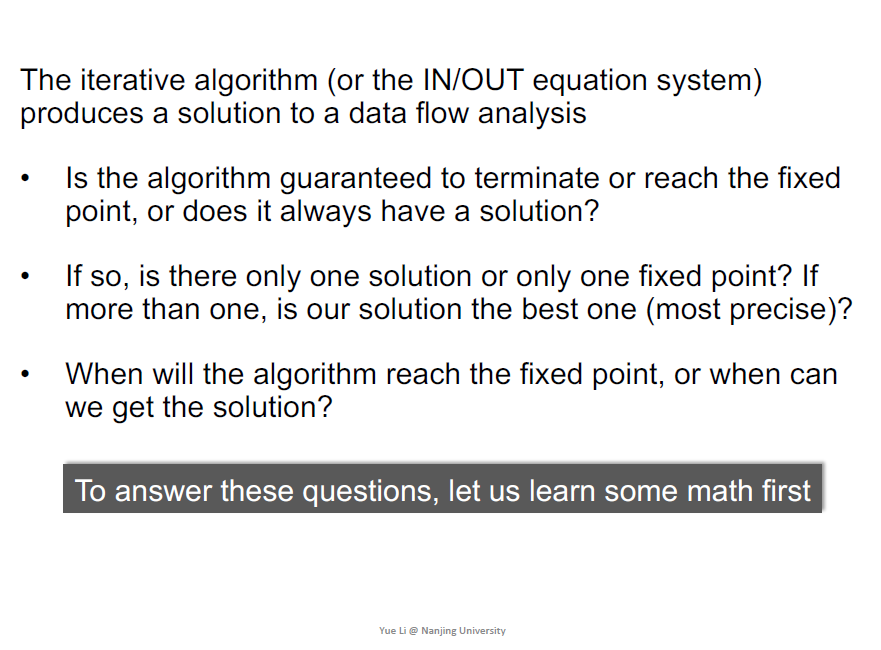 The iterative algorithm (or the IN/OUT equation system)
produces a solution to a data flow analysis
• Is the algorithm guaranteed to terminate or reach the fixed
point, or does it always have a solution?
• If so, is there only one solution or only one fixed point? If
more than one, is our solution the best one (most precise)?
• When will the algorithm reach the fixed point, or when can
we get the solution?
To answer these questions, let us learn some math first
Yue Li @ Nanjing University